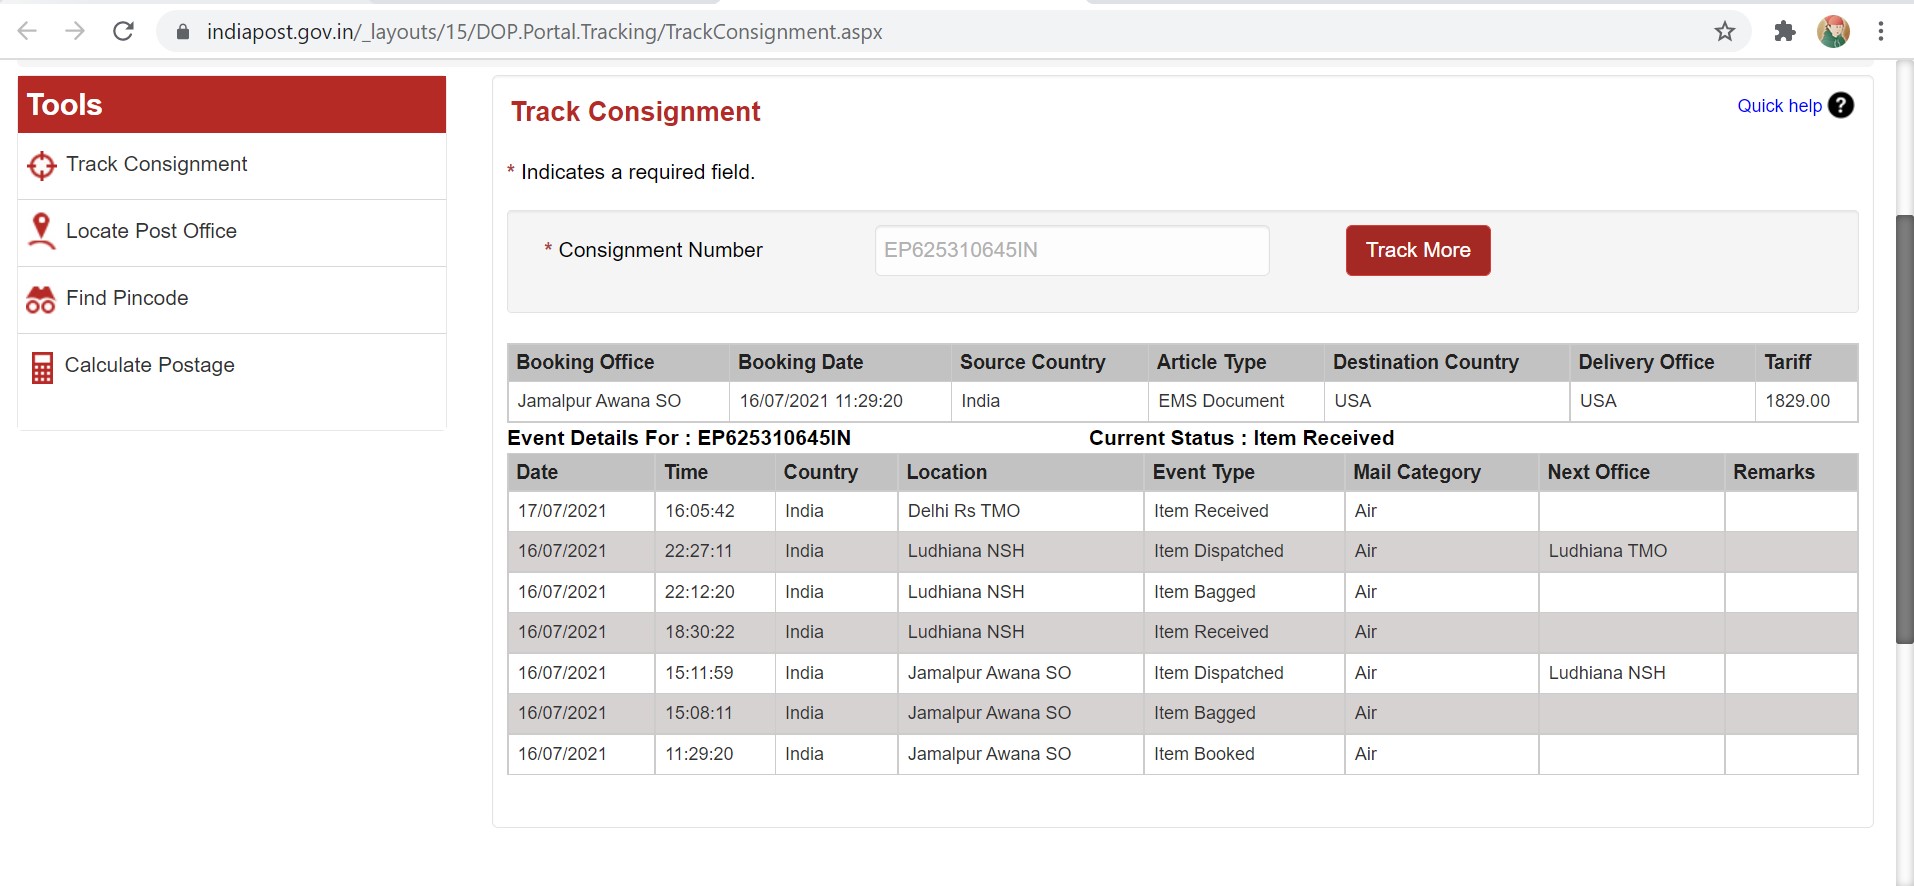 indiapost.gov.in/_layouts/15/DOP.Portal.Tracking/TrackConsignment.aspx
Tools
Track Consignment
Locate Post Office
Find Pincode
Calculate Postage
Track Consignment
Quick help ?
* Indicates a required field.
* Consignment Number EP625310645IN Track More
Booking Office Booking Date Source Country Article Type Destination Country Delivery Office Tariff
Jamalpur Awana SO 16/07/2021 11:29:20 India EMS Document USA USA 1829.00
Event Details For : EP625310645IN Current Status : Item Received
Date Time Country Location Event Type Mail Category Next Office Remarks
17/07/2021 16:05:42 India Delhi Rs TMO Item Received Air
16/07/2021 22:27:11 India Ludhiana NSH Item Dispatched Air Ludhiana TMO
16/07/2021 22:12:20 India Ludhiana NSH Item Bagged Air
16/07/2021 18:30:22 India Ludhiana NSH Item Received Air
16/07/2021 15:11:59 India Jamalpur Awana SO Item Dispatched Air Ludhiana NSH
16/07/2021 15:08:11 India Jamalpur Awana SO Item Bagged Air
16/07/2021 11:29:20 India Jamalpur Awana SO Item Booked Air